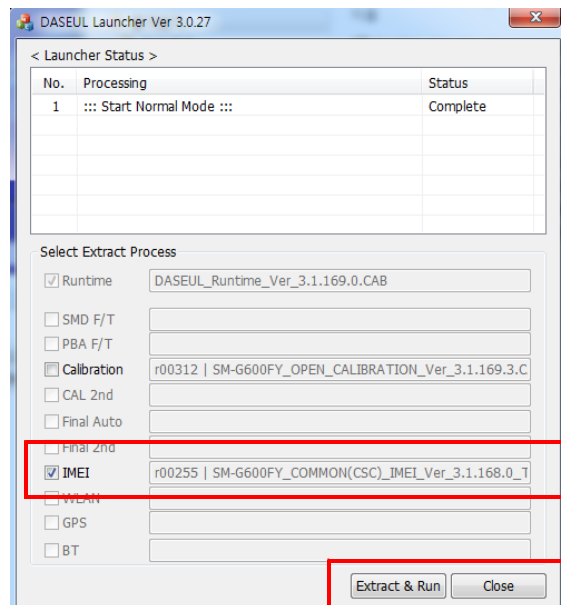 DASEUL Launcher Ver 3.0.27
< Launcher Status >
No. Processing Status
1 ::: Start Normal Mode ::: Complete
Select Extract Process
Runtime DASEUL_Runtime_Ver_3.1.169.0.CAB
SMD F/T
PBA F/T
Calibration r00312 | SM-G600FY_OPEN_CALIBRATION_Ver_3.1.169.3.C
CAL 2nd
Final Auto
Final 2nd
IMEI r00255 | SM-G600FY_COMMON(CSC)_IMEI_Ver_3.1.168.0_T
WLAN
GPS
BT
Extract & Run Close